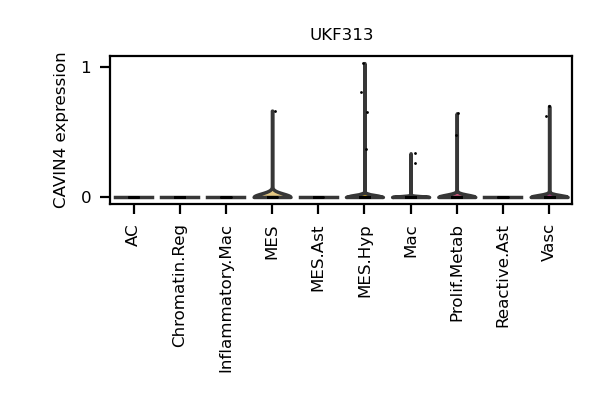 UKF313
CAVIN4 expression
1
0
AC
Chromatin.Reg
Inflammatory.Mac
MES
MES.Ast
MES.Hyp
Mac
Prolif.Metab
Reactive.Ast
Vasc